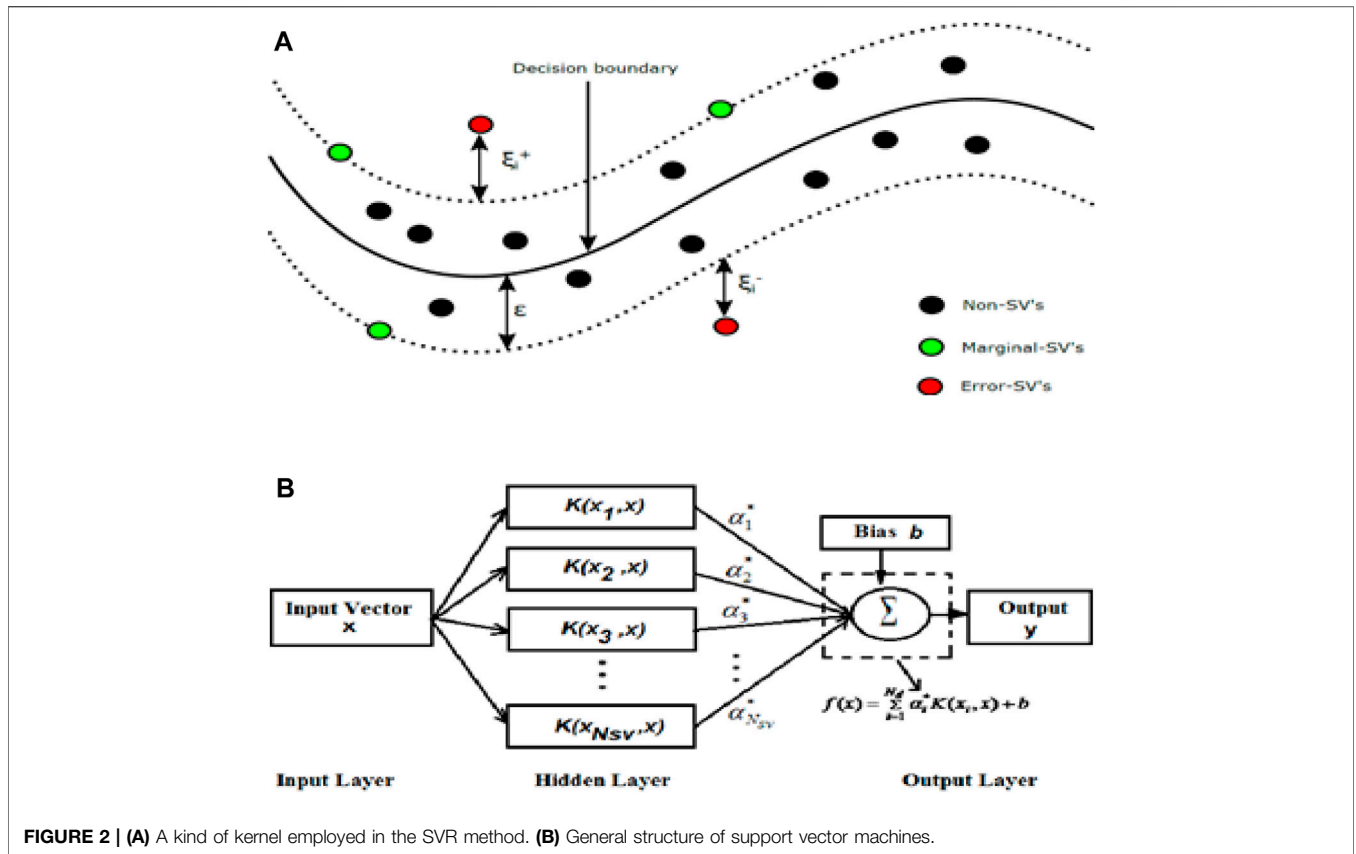 A
Decision boundary
ξᵢ⁺
ε
ξᵢ⁻
Non-SV's
Marginal-SV's
Error-SV's
B
Input Vector
x
K(x₁,x)
K(x₂,x)
K(x₃,x)
K(x_Nsv,x)
α₁*
α₂*
α₃*
α*_Nsv
Bias b
Σ
Output
y
Input Layer
Hidden Layer
Output Layer
FIGURE 2 | (A) A kind of kernel employed in the SVR method. (B) General structure of support vector machines.